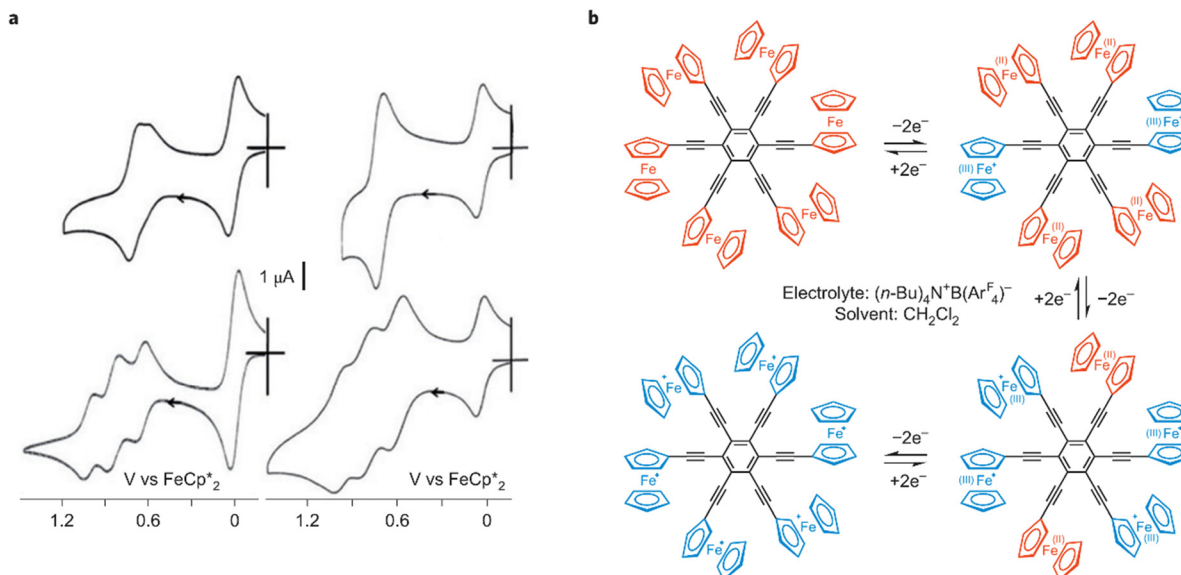 a
1 μA
V vs FeCp*₂
V vs FeCp*₂
1.2 0.6 0
1.2 0.6 0
b
Fe
Fe
Fe
Fe
Fe
Fe
−2e⁻
+2e⁻
Fe(II)
(II)
Fe
(III)Fe⁺
(III)Fe⁺
Fe(II)
(II)
Fe
Electrolyte: (n-Bu)₄N⁺B(Arᶠ₄)⁻
Solvent: CH₂Cl₂
+2e⁻ −2e⁻
Fe⁺
⁺Fe
Fe⁺
Fe⁺
Fe⁺
Fe⁺
−2e⁻
+2e⁻
Fe(II)
⁺Fe
(III)
(III)Fe⁺
(III)Fe⁺
Fe(II)
⁺Fe
(III)